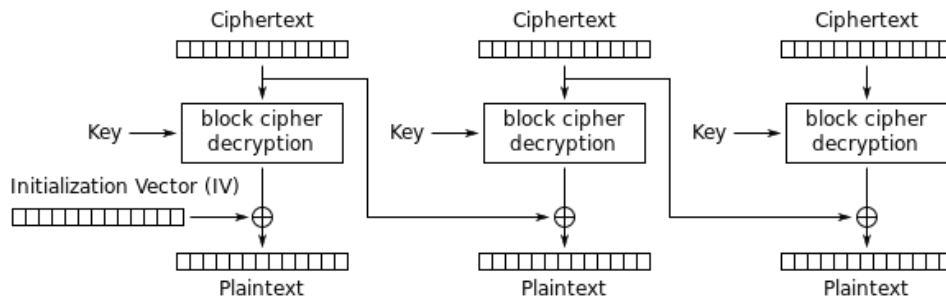 Ciphertext
Ciphertext
Ciphertext
Key
block cipher
decryption
Key
block cipher
decryption
Key
block cipher
decryption
Initialization Vector (IV)
Plaintext
Plaintext
Plaintext